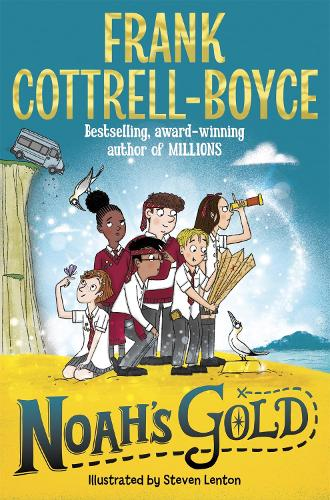 FRANK
COTTRELL-BOYCE
Bestselling, award-winning
author of MILLIONS
NOAH'S GOLD
Illustrated by Steven Lenton